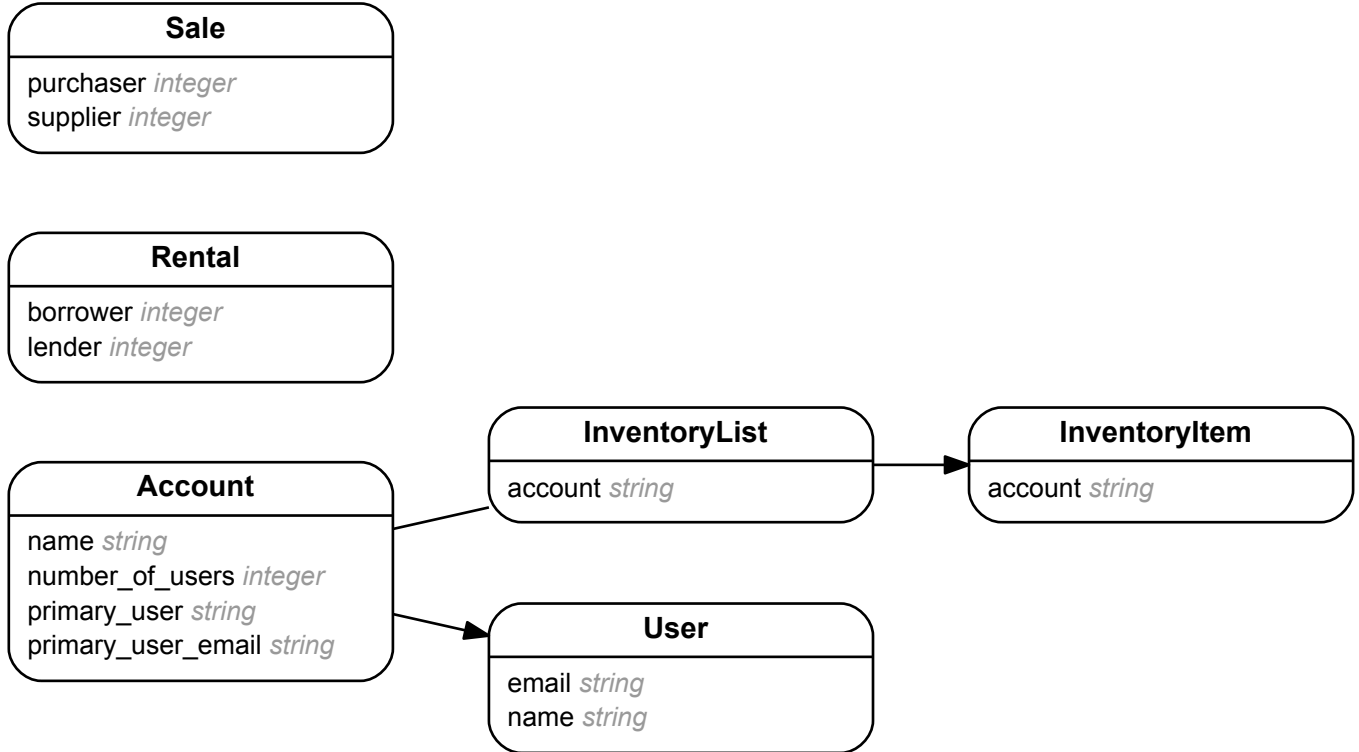 Sale
purchaser integer
supplier integer
Rental
borrower integer
lender integer
Account
name string
number_of_users integer
primary_user string
primary_user_email string
InventoryList
account string
InventoryItem
account string
User
email string
name string